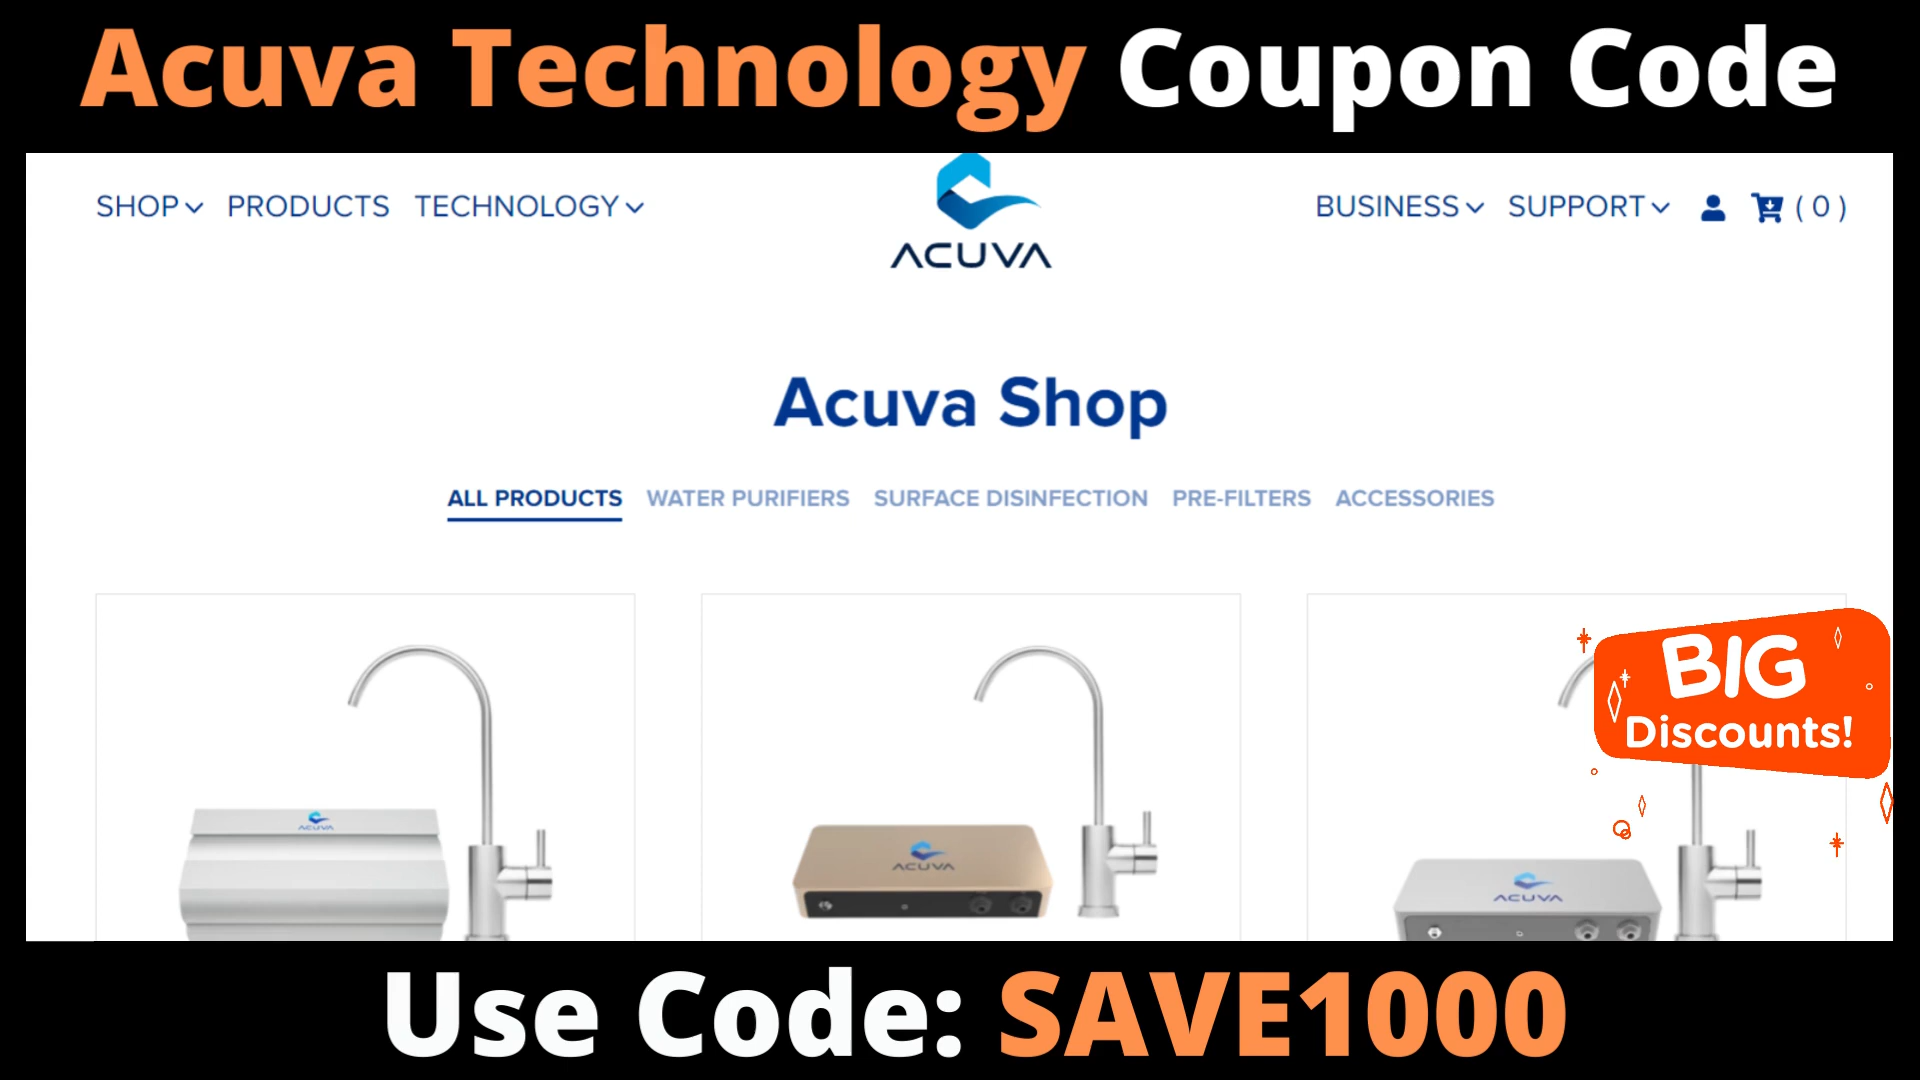 Acuva Technology Coupon Code
SHOP PRODUCTS TECHNOLOGY
ACUVA
BUSINESS SUPPORT ( 0 )
Acuva Shop
ALL PRODUCTS WATER PURIFIERS SURFACE DISINFECTION PRE-FILTERS ACCESSORIES
BIG
Discounts!
ACUVA
ACUVA
ACUVA
Use Code: SAVE1000